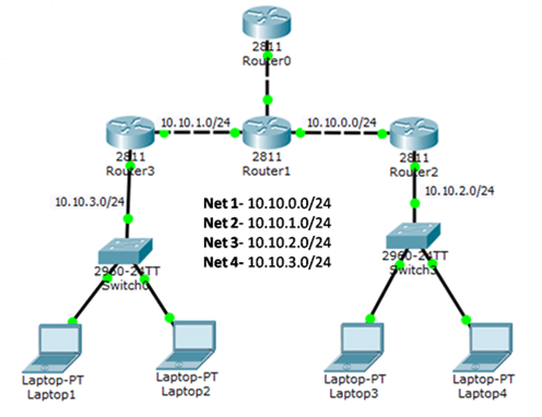 2811
Router0
10.10.1.0/24
10.10.0.0/24
2811
Router3
2811
Router1
2811
Router2
10.10.3.0/24
10.10.2.0/24
Net 1- 10.10.0.0/24
Net 2- 10.10.1.0/24
Net 3- 10.10.2.0/24
Net 4- 10.10.3.0/24
2960-24TT
Switch0
2960-24TT
Switch3
Laptop-PT
Laptop1
Laptop-PT
Laptop2
Laptop-PT
Laptop3
Laptop-PT
Laptop4